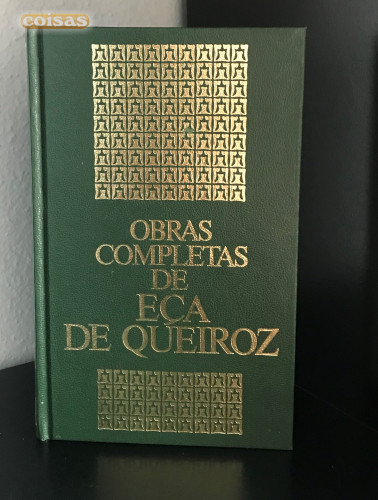 coisas
OBRAS
COMPLETAS
DE
EÇA
DE QUEIROZ